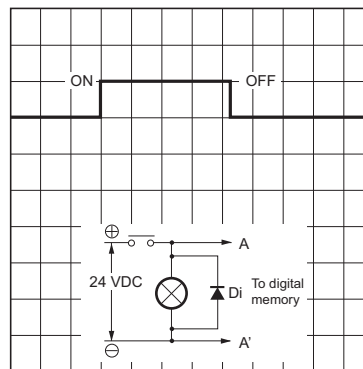 ON OFF
⊕
A
24 VDC
Di
To digital
memory
⊖
A'